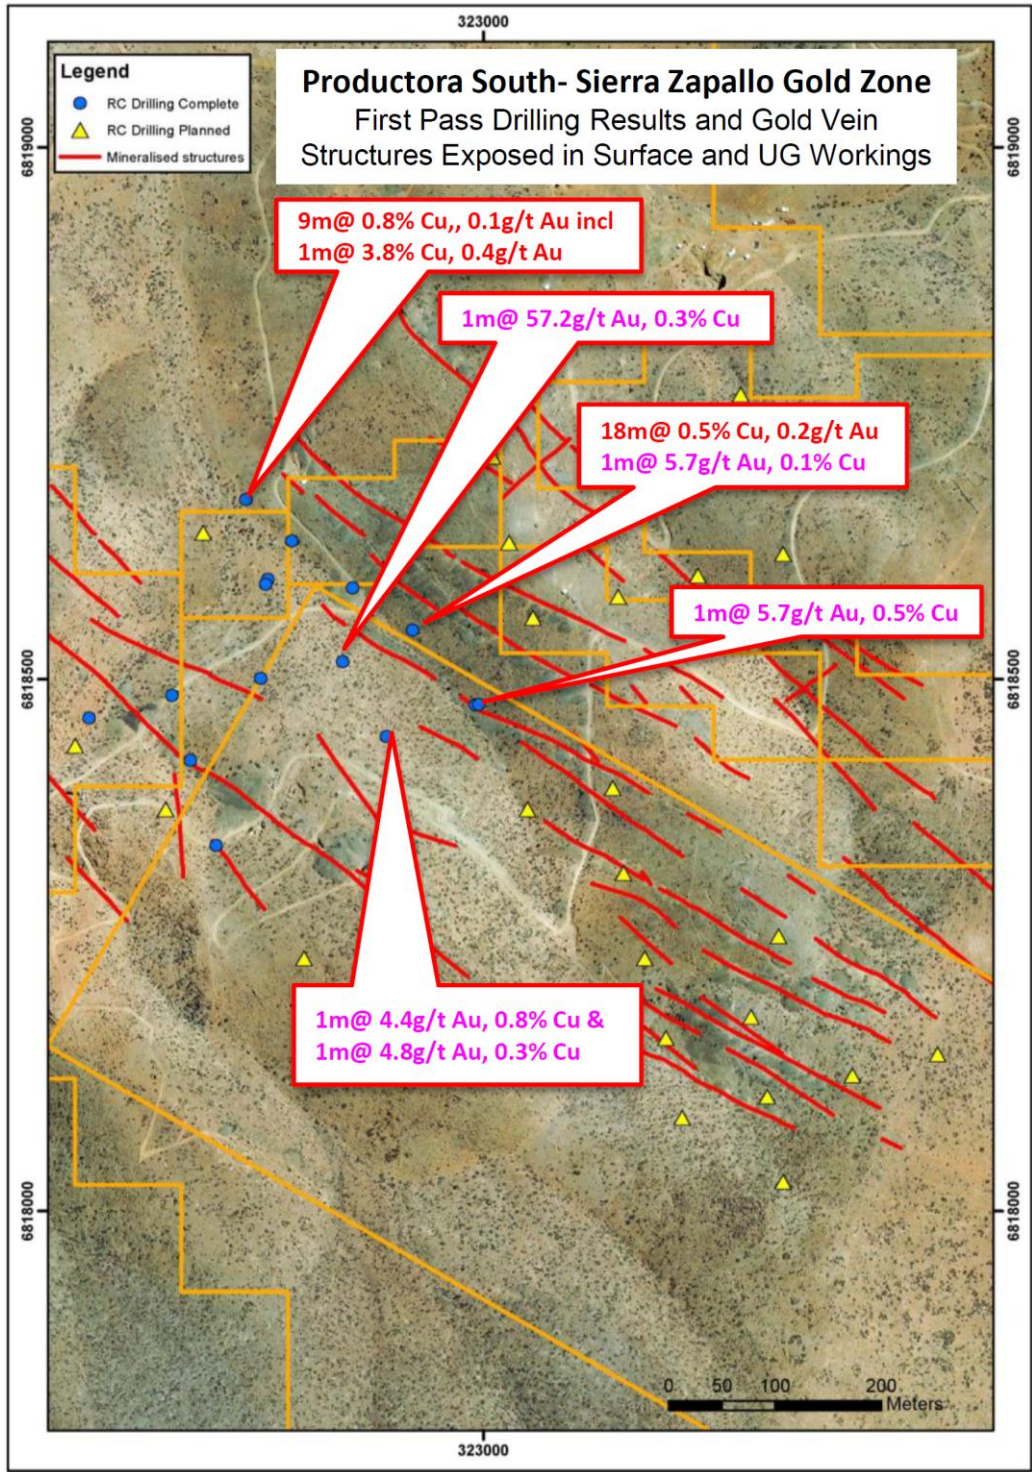 323000
Legend
RC Drilling Complete
RC Drilling Planned
Mineralised structures
Productora South- Sierra Zapallo Gold Zone
First Pass Drilling Results and Gold Vein
Structures Exposed in Surface and UG Workings
6819000
6819000
9m@ 0.8% Cu,, 0.1g/t Au incl
1m@ 3.8% Cu, 0.4g/t Au
1m@ 57.2g/t Au, 0.3% Cu
18m@ 0.5% Cu, 0.2g/t Au
1m@ 5.7g/t Au, 0.1% Cu
1m@ 5.7g/t Au, 0.5% Cu
6818500
6818500
1m@ 4.4g/t Au, 0.8% Cu &
1m@ 4.8g/t Au, 0.3% Cu
6818000
6818000
0 50 100 200
Meters
323000